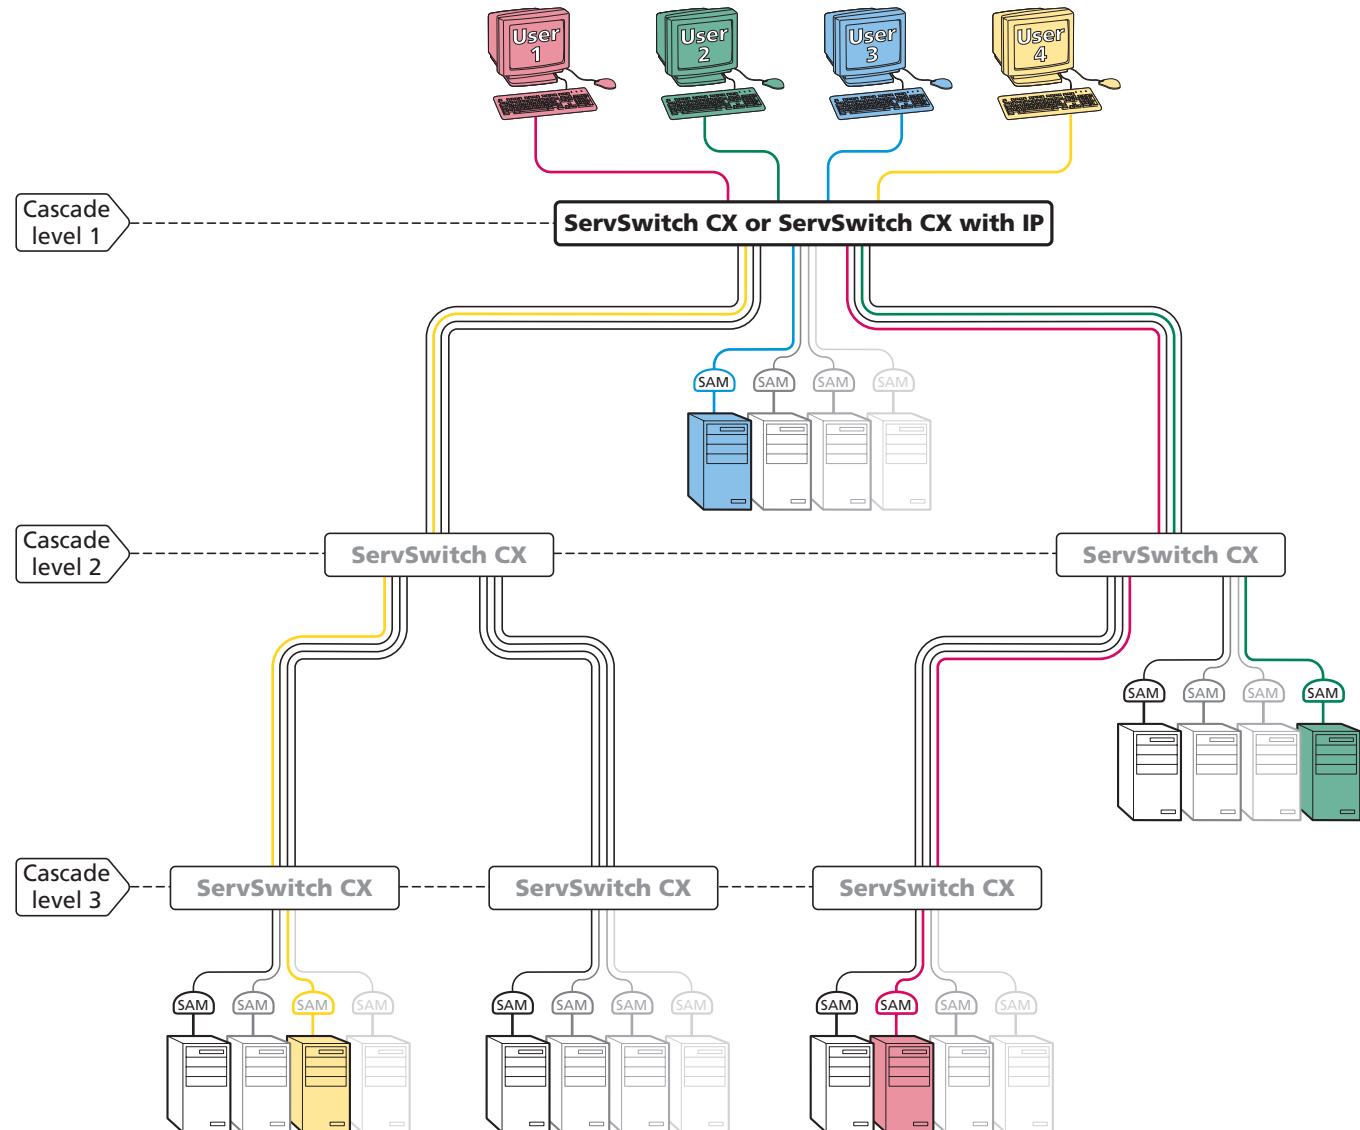 User
1
User
2
User
3
User
4
Cascade
level 1
ServSwitch CX or ServSwitch CX with IP
SAM
SAM
SAM
SAM
Cascade
level 2
ServSwitch CX
ServSwitch CX
SAM
SAM
SAM
SAM
Cascade
level 3
ServSwitch CX
ServSwitch CX
ServSwitch CX
SAM
SAM
SAM
SAM
SAM
SAM
SAM
SAM
SAM
SAM
SAM
SAM